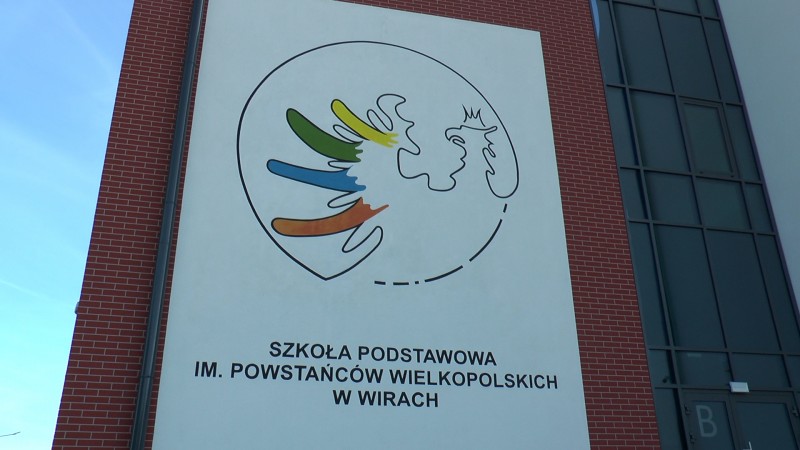 SZKOŁA PODSTAWOWA
IM. POWSTAŃCÓW WIELKOPOLSKICH
W WIRACH
B